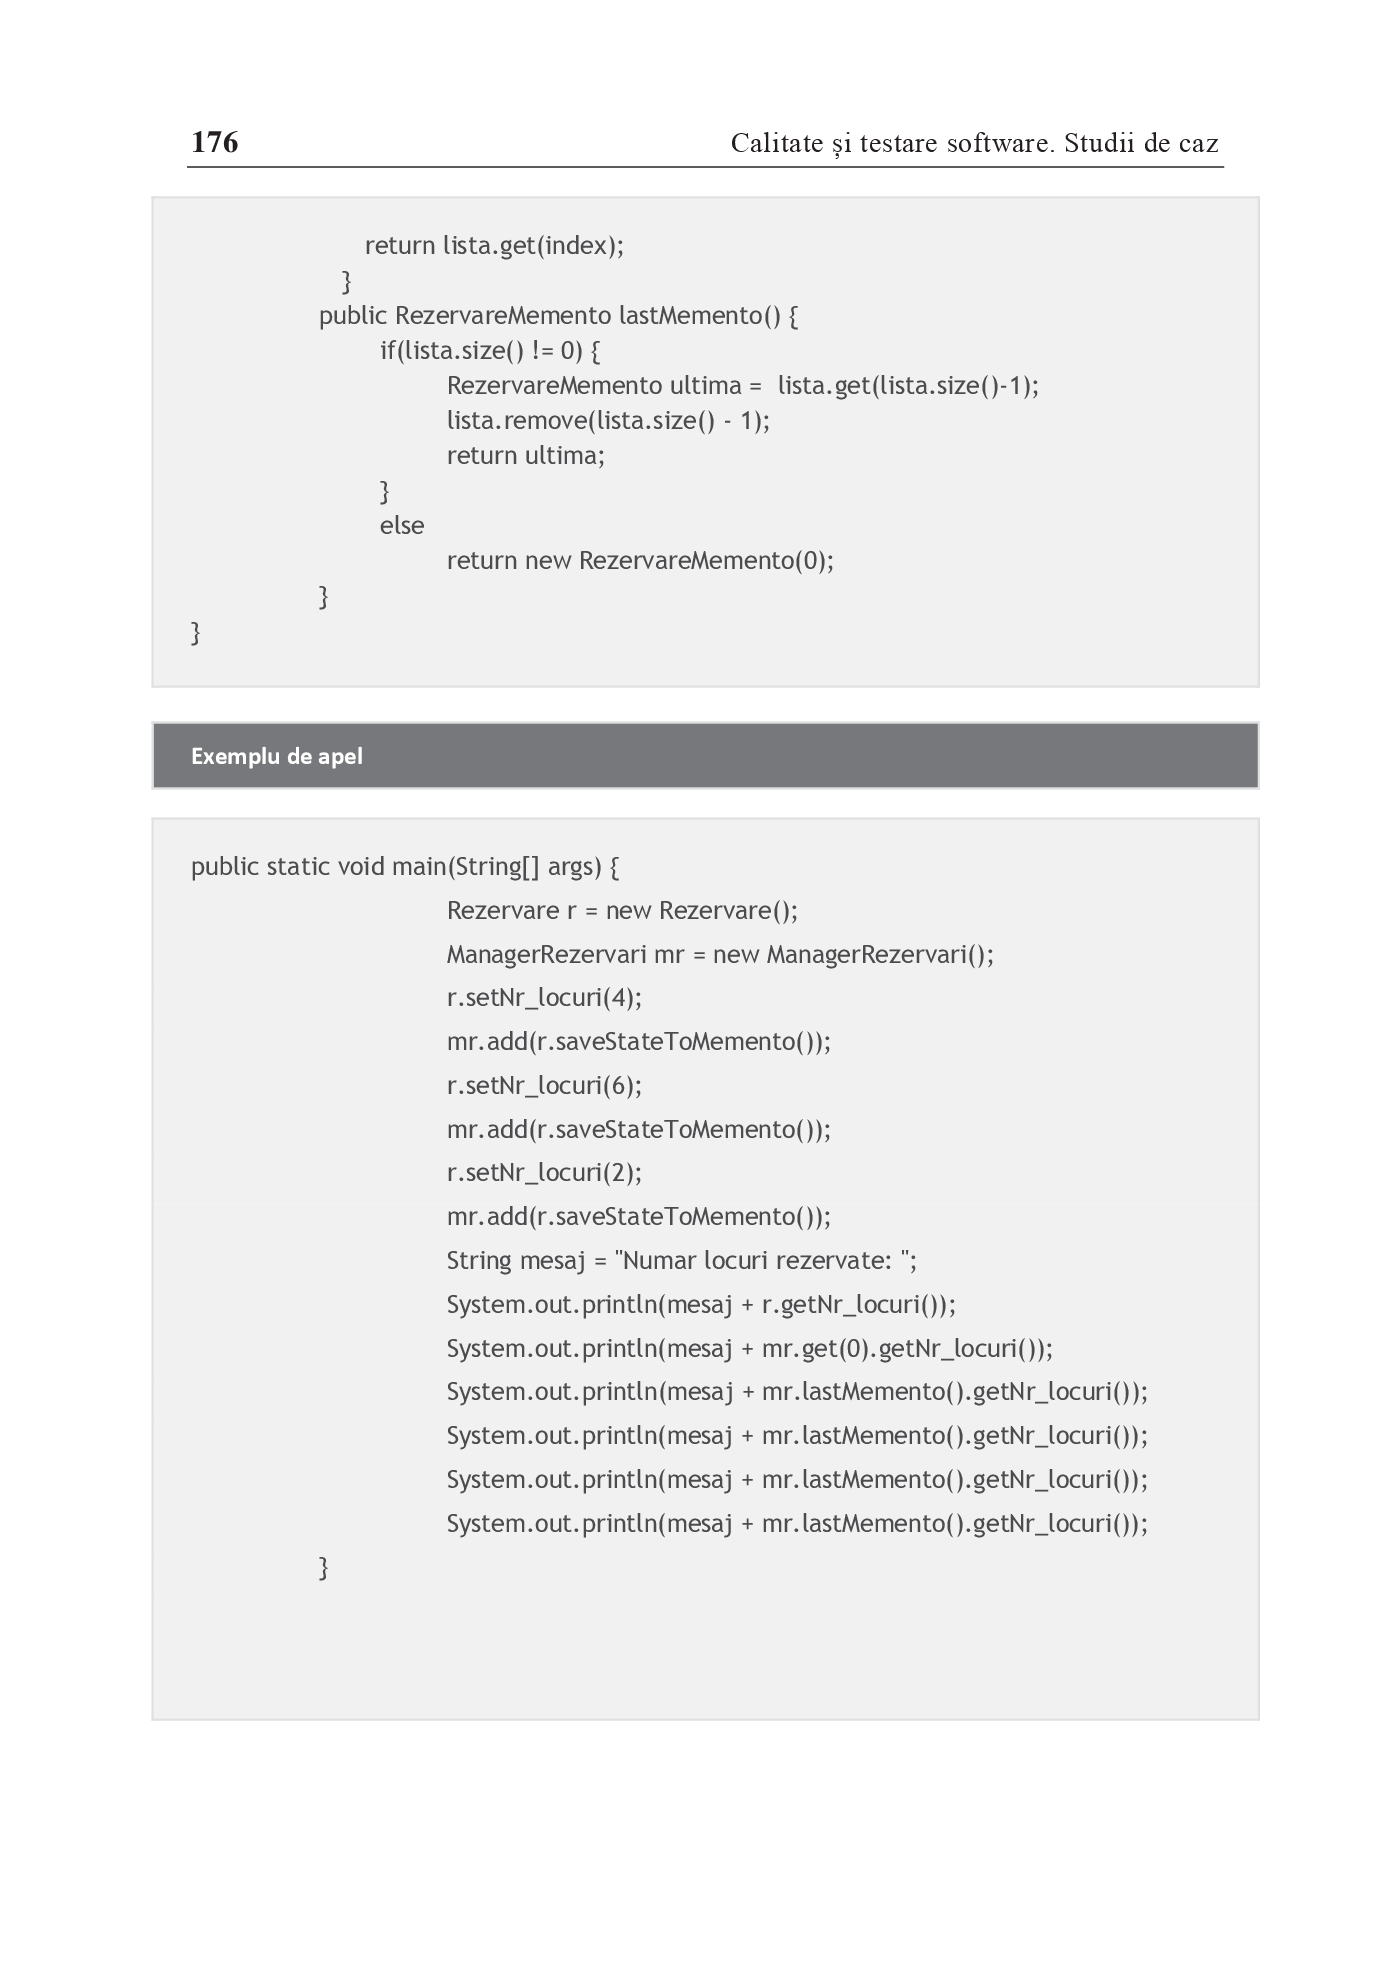 176 Calitate și testare software. Studii de caz
return lista.get(index);
}
public RezervareMemento lastMemento() {
if(lista.size() != 0) {
RezervareMemento ultima =  lista.get(lista.size()-1);
lista.remove(lista.size() - 1);
return ultima;
}
else
return new RezervareMemento(0);
}
}
Exemplu de apel
public static void main(String[] args) {
Rezervare r = new Rezervare();
ManagerRezervari mr = new ManagerRezervari();
r.setNr_locuri(4);
mr.add(r.saveStateToMemento());
r.setNr_locuri(6);
mr.add(r.saveStateToMemento());
r.setNr_locuri(2);
mr.add(r.saveStateToMemento());
String mesaj = "Numar locuri rezervate: ";
System.out.println(mesaj + r.getNr_locuri());
System.out.println(mesaj + mr.get(0).getNr_locuri());
System.out.println(mesaj + mr.lastMemento().getNr_locuri());
System.out.println(mesaj + mr.lastMemento().getNr_locuri());
System.out.println(mesaj + mr.lastMemento().getNr_locuri());
System.out.println(mesaj + mr.lastMemento().getNr_locuri());
}